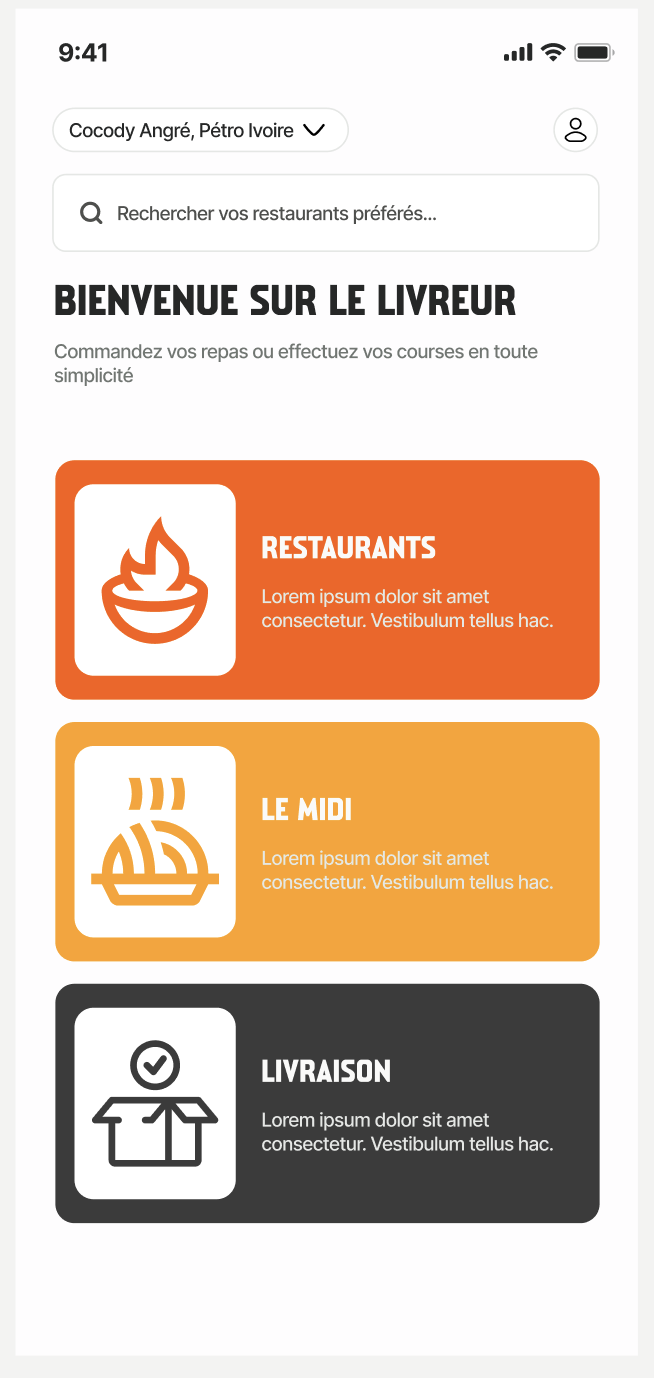 9:41
Cocody Angré, Pétro Ivoire
Rechercher vos restaurants préférés...
BIENVENUE SUR LE LIVREUR
Commandez vos repas ou effectuez vos courses en toute
simplicité
RESTAURANTS
Lorem ipsum dolor sit amet
consectetur. Vestibulum tellus hac.
LE MIDI
Lorem ipsum dolor sit amet
consectetur. Vestibulum tellus hac.
LIVRAISON
Lorem ipsum dolor sit amet
consectetur. Vestibulum tellus hac.